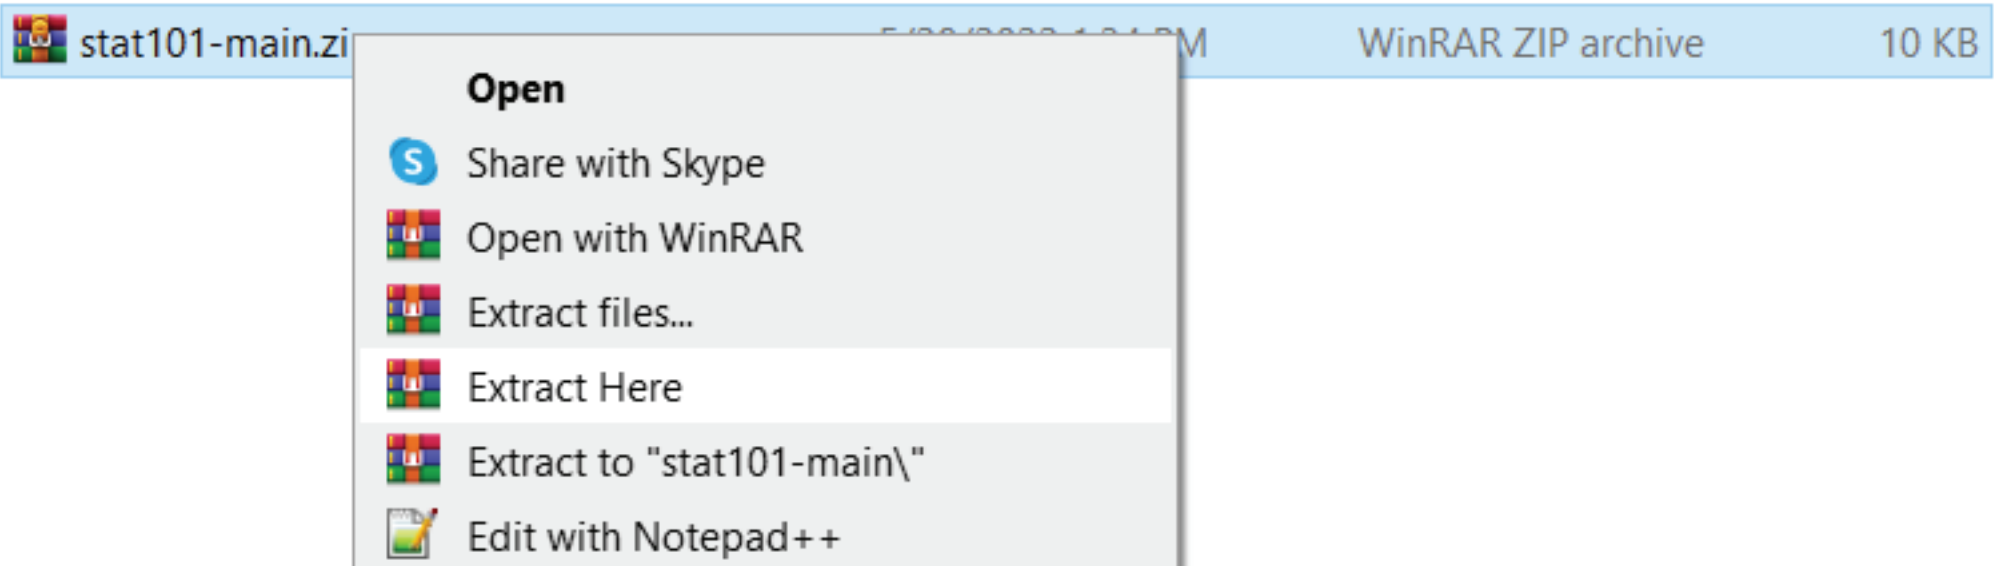 stat101-main.zi M WinRAR ZIP archive 10 KB
Open
Share with Skype
Open with WinRAR
Extract files...
Extract Here
Extract to "stat101-main\"
Edit with Notepad++